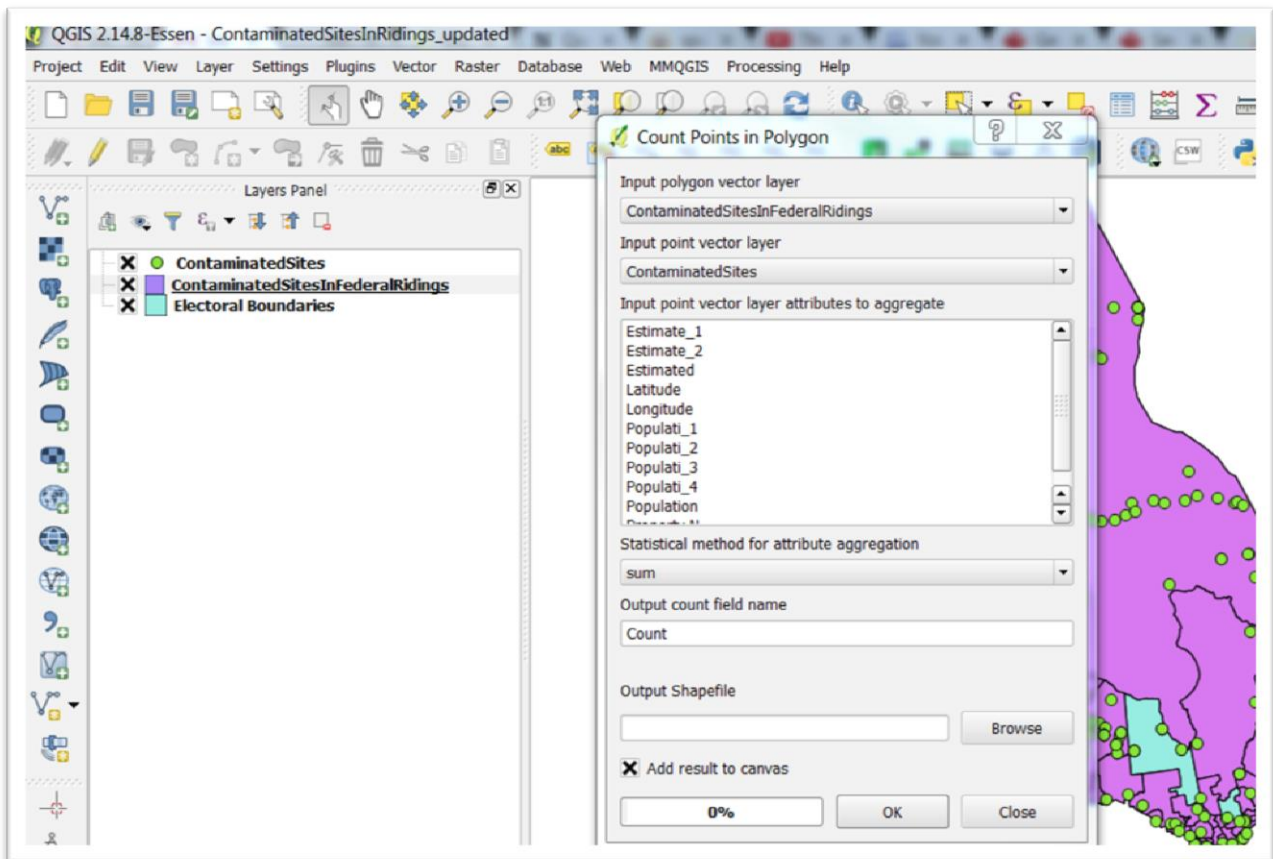 QGIS 2.14.8-Essen - ContaminatedSitesInRidings_updated
Project Edit View Layer Settings Plugins Vector Raster Database Web MMQGIS Processing Help
abc
CSW
Layers Panel
ContaminatedSites
ContaminatedSitesInFederalRidings
Electoral Boundaries
Count Points in Polygon
Input polygon vector layer
ContaminatedSitesInFederalRidings
Input point vector layer
ContaminatedSites
Input point vector layer attributes to aggregate
Estimate_1
Estimate_2
Estimated
Latitude
Longitude
Populati_1
Populati_2
Populati_3
Populati_4
Population
Statistical method for attribute aggregation
sum
Output count field name
Count
Output Shapefile
Browse
Add result to canvas
0%
OK
Close